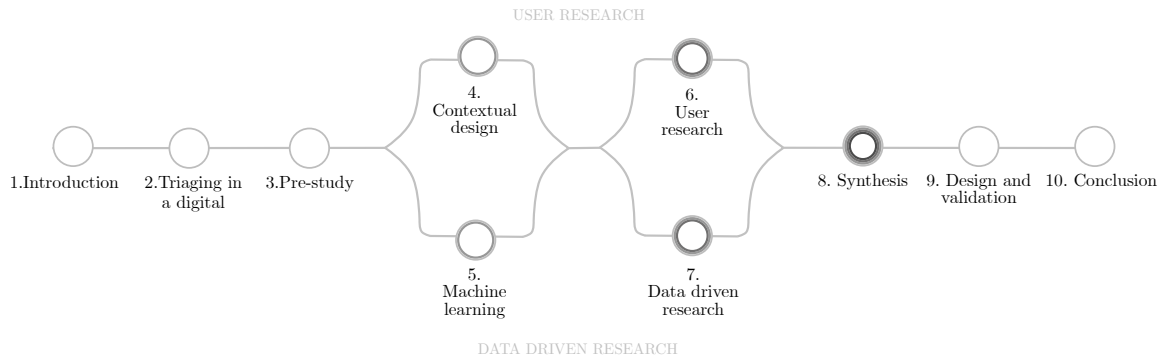 USER RESEARCH
4.
Contextual
design
6.
User
research
1.Introduction
2.Triaging in
a digital
3.Pre-study
8. Synthesis
9. Design and
validation
10. Conclusion
5.
Machine
learning
7.
Data driven
research
DATA DRIVEN RESEARCH